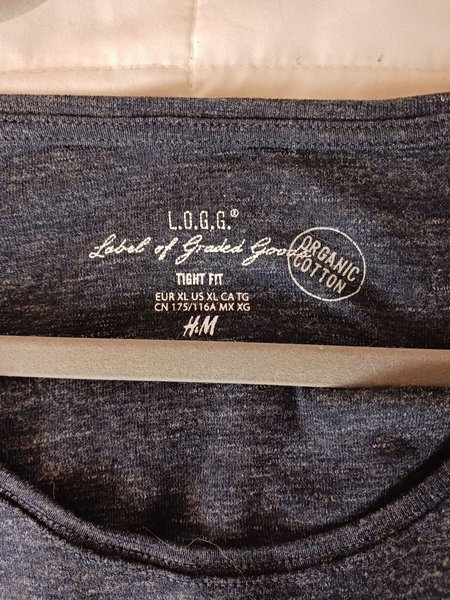 L.O.G.G.®
Label of Graded Goods
ORGANIC
COTTON
TIGHT FIT
EUR XL US XL CA TG
CN 175/116A MX XG
H&M